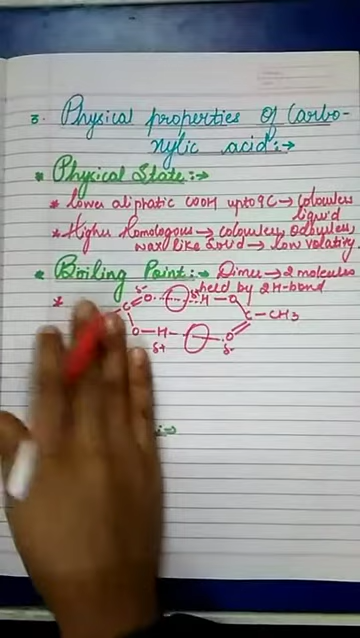 3. Physical properties of Carbo-
xylic acid:→
* Physical State:→
* lower aliphatic COOH upto 9C → Colourless
liquid
* Higher Homologous → colourless, odourless,
wax like solid → low volatility.
* Boiling Point:→ Dimer → 2 molecules
held by 2H-bond
*
δ-
C=O δ+ H-O
C-CH3
O-H O
δ+ δ-